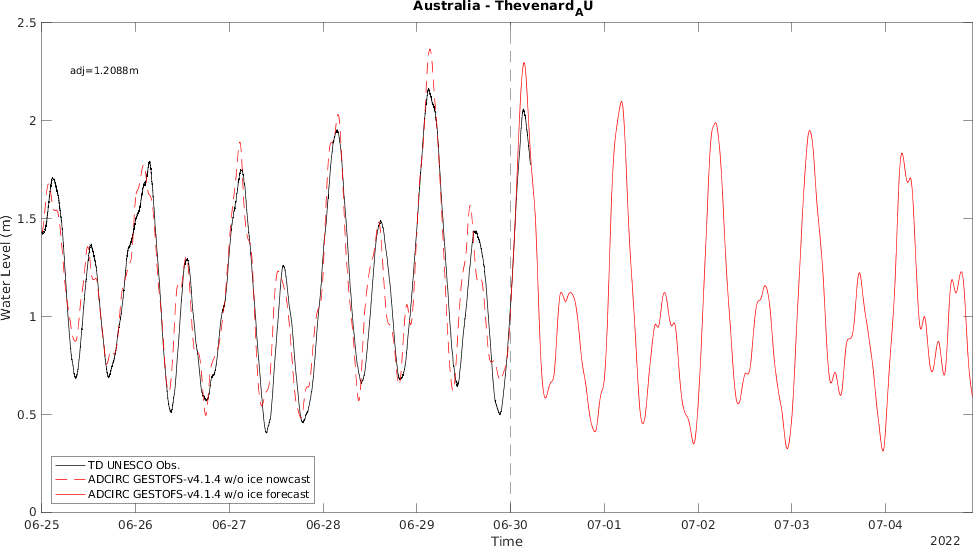 Australia - Thevenard_AU
2.5
adj=1.2088m
2
1.5
Water Level (m)
1
0.5
TD UNESCO Obs.
ADCIRC GESTOFS-v4.1.4 w/o ice nowcast
ADCIRC GESTOFS-v4.1.4 w/o ice forecast
0
06-25 06-26 06-27 06-28 06-29 06-30 07-01 07-02 07-03 07-04
Time
2022